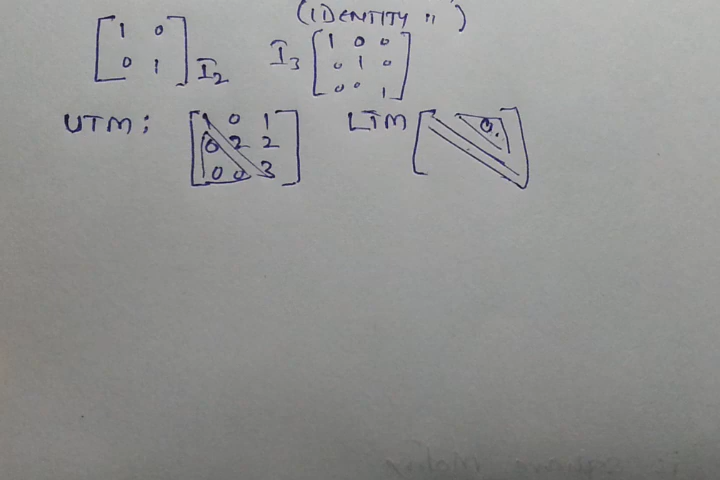 (IDENTITY ")
[1 0
0 1] I2 I3 [1 0 0
0 1 0
0 0 1]
UTM: [1 0 1
0 2 2
0 0 3] LTM [0.]